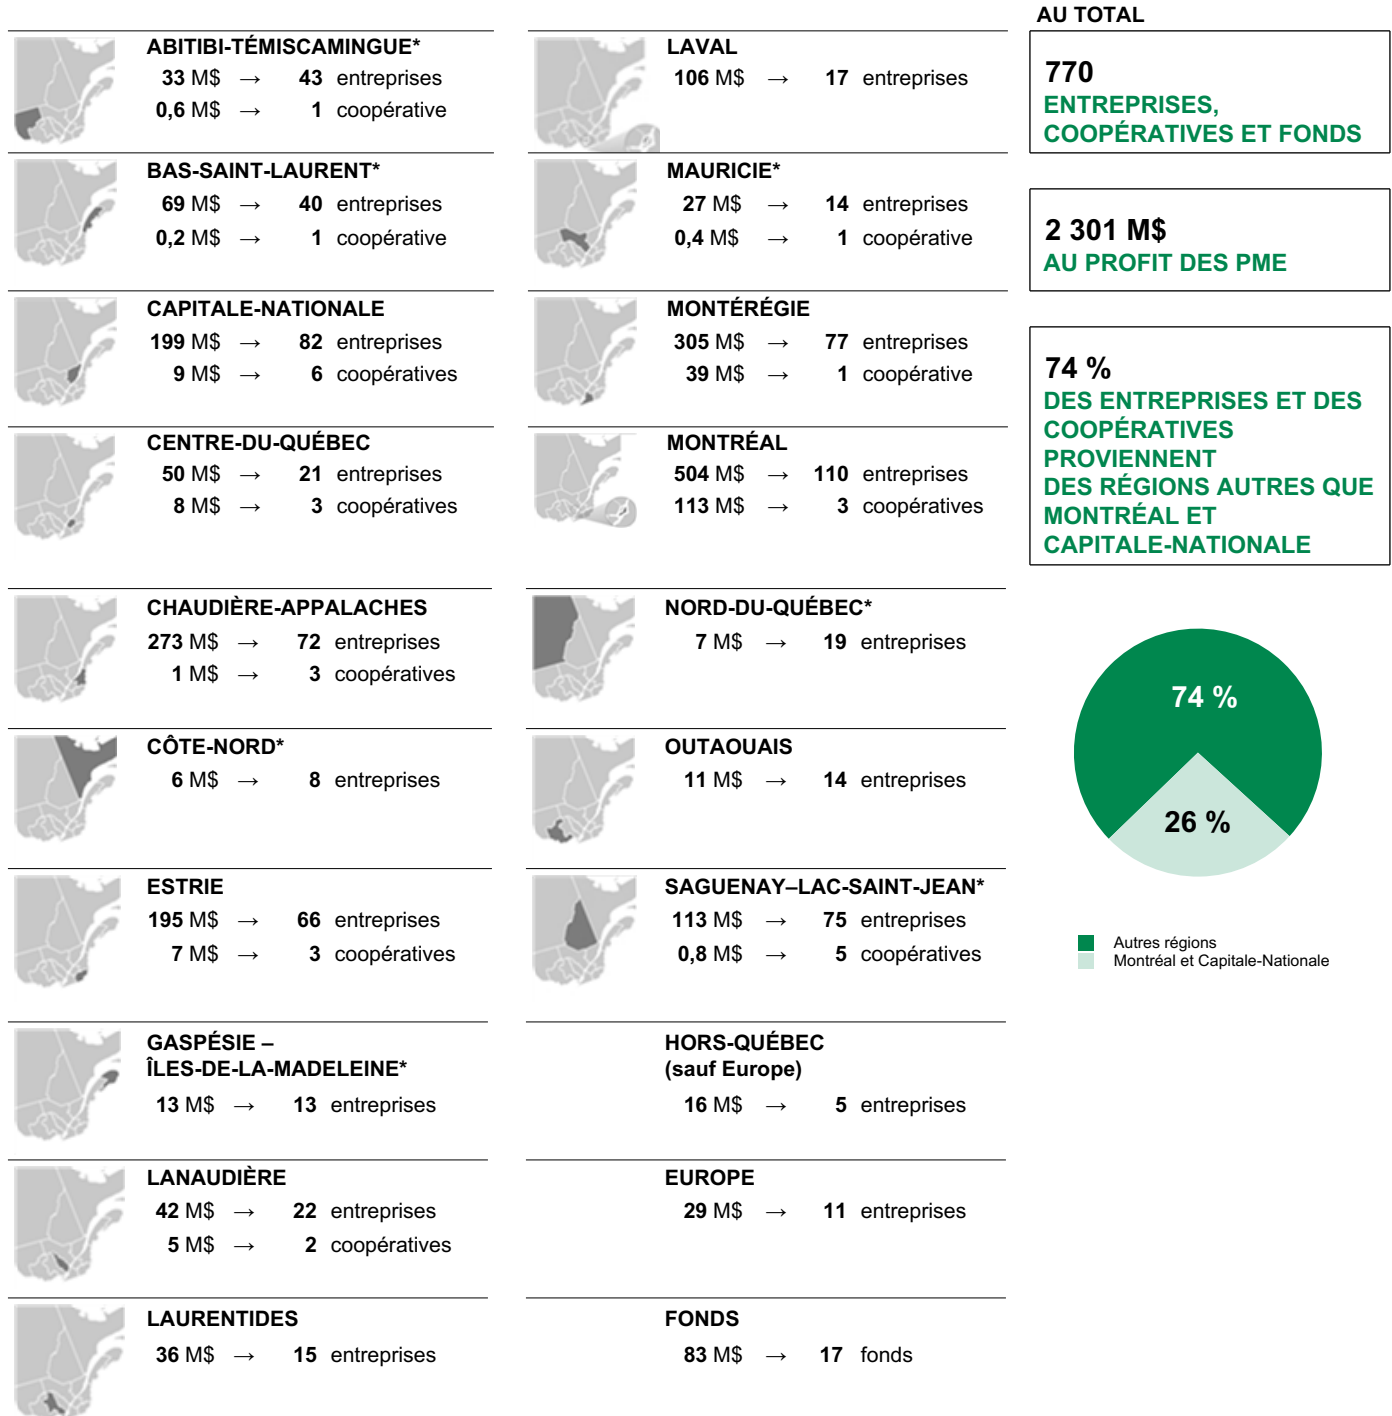 ABITIBI-TÉMISCAMINGUE*
33 M$ → 43 entreprises
0,6 M$ → 1 coopérative
BAS-SAINT-LAURENT*
69 M$ → 40 entreprises
0,2 M$ → 1 coopérative
CAPITALE-NATIONALE
199 M$ → 82 entreprises
9 M$ → 6 coopératives
CENTRE-DU-QUÉBEC
50 M$ → 21 entreprises
8 M$ → 3 coopératives
CHAUDIÈRE-APPALACHES
273 M$ → 72 entreprises
1 M$ → 3 coopératives
CÔTE-NORD*
6 M$ → 8 entreprises
ESTRIE
195 M$ → 66 entreprises
7 M$ → 3 coopératives
GASPÉSIE –
ÎLES-DE-LA-MADELEINE*
13 M$ → 13 entreprises
LANAUDIÈRE
42 M$ → 22 entreprises
5 M$ → 2 coopératives
LAURENTIDES
36 M$ → 15 entreprises
LAVAL
106 M$ → 17 entreprises
MAURICIE*
27 M$ → 14 entreprises
0,4 M$ → 1 coopérative
MONTÉRÉGIE
305 M$ → 77 entreprises
39 M$ → 1 coopérative
MONTRÉAL
504 M$ → 110 entreprises
113 M$ → 3 coopératives
NORD-DU-QUÉBEC*
7 M$ → 19 entreprises
OUTAOUAIS
11 M$ → 14 entreprises
SAGUENAY–LAC-SAINT-JEAN*
113 M$ → 75 entreprises
0,8 M$ → 5 coopératives
HORS-QUÉBEC
(sauf Europe)
16 M$ → 5 entreprises
EUROPE
29 M$ → 11 entreprises
FONDS
83 M$ → 17 fonds
AU TOTAL
770
ENTREPRISES,
COOPÉRATIVES ET FONDS
2 301 M$
AU PROFIT DES PME
74 %
DES ENTREPRISES ET DES
COOPÉRATIVES
PROVIENNENT
DES RÉGIONS AUTRES QUE
MONTRÉAL ET
CAPITALE-NATIONALE
74 %
26 %
Autres régions
Montréal et Capitale-Nationale